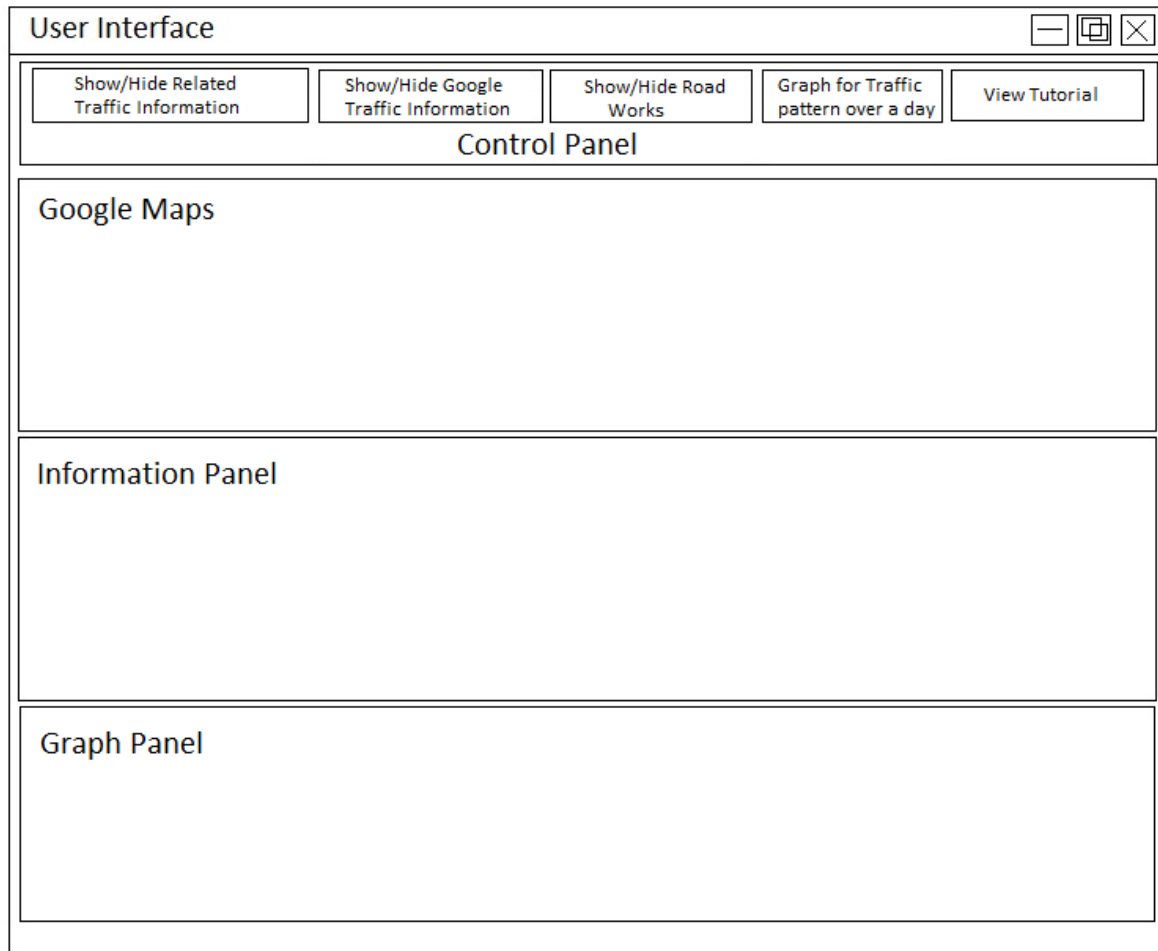 User Interface
Show/Hide Related
Traffic Information
Show/Hide Google
Traffic Information
Show/Hide Road
Works
Graph for Traffic
pattern over a day
View Tutorial
Control Panel
Google Maps
Information Panel
Graph Panel